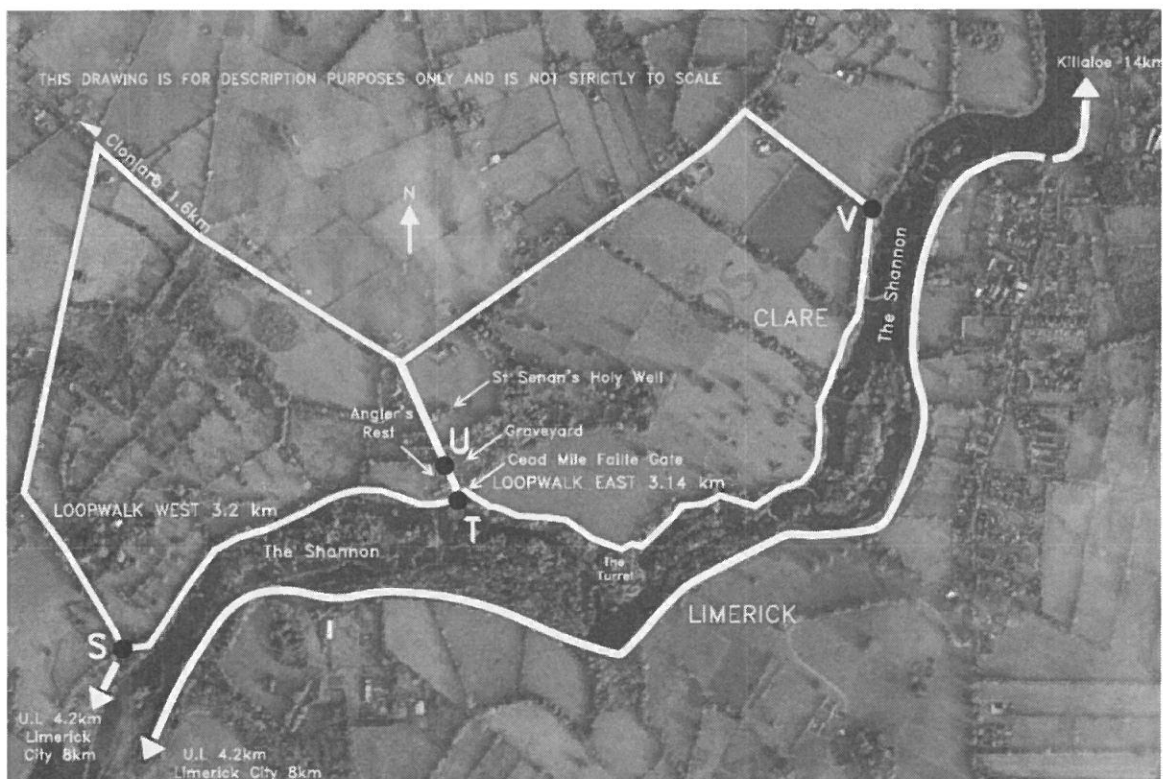 THIS DRAWING IS FOR DESCRIPTION PURPOSES ONLY AND IS NOT STRICTLY TO SCALE
Killaloe 14km
Clonlara 1.6km
N
V
The Shannon
CLARE
St Senan's Holy Well
Angler's
Rest
U
Graveyard
Cead Mile Failte Gate
LOOPWALK EAST 3.14 km
LOOPWALK WEST 3.2 km
T
The Shannon
The
Turret
LIMERICK
S
U.L 4.2km
Limerick
City 8km
U.L 4.2km
Limerick City 8km